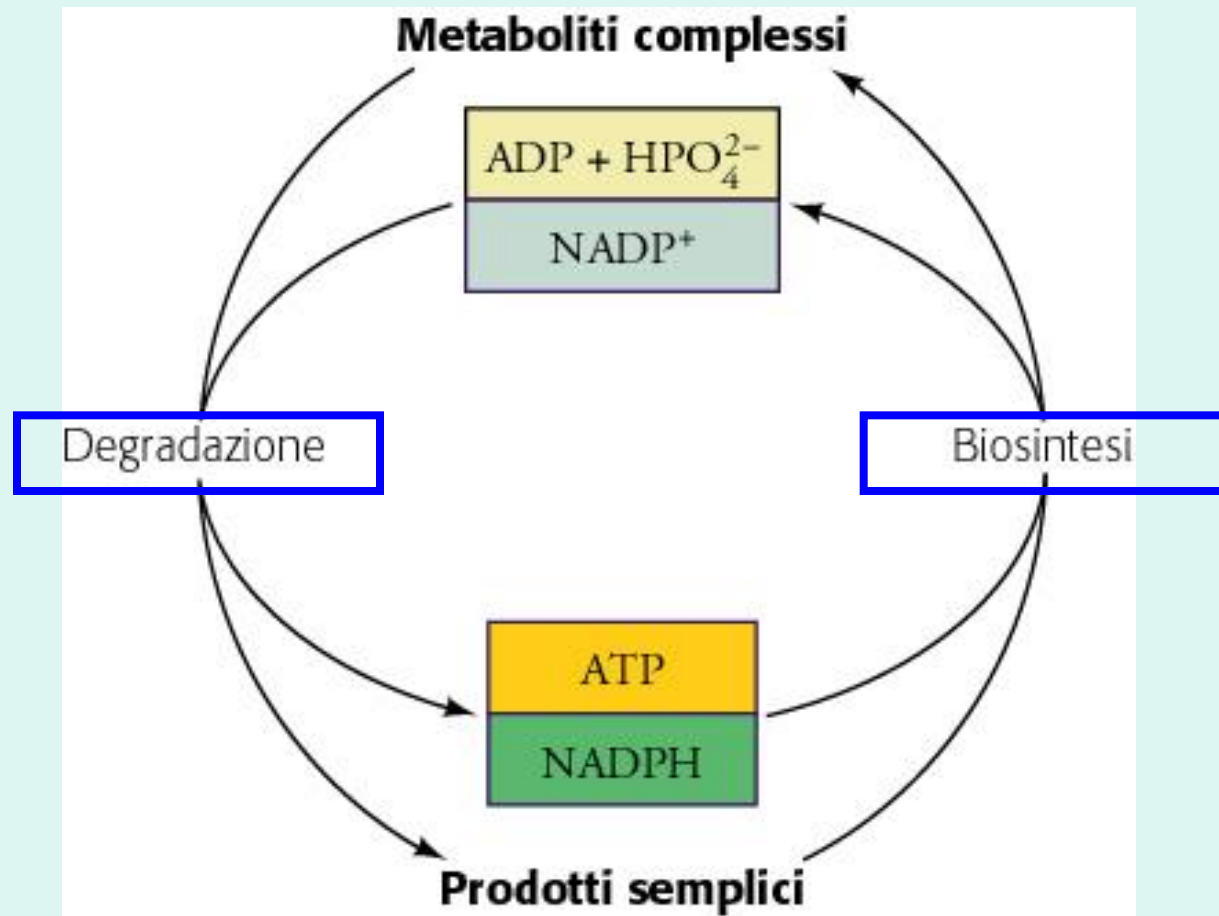 Metaboliti complessi
ADP + HPO₄²⁻
NADP⁺
Degradazione
Biosintesi
ATP
NADPH
Prodotti semplici